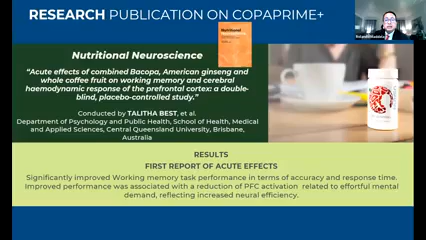 RESEARCH PUBLICATION ON COPAPRIME+
Nutritional Neuroscience
"Acute effects of combined Bacopa, American ginseng and
whole coffee fruit on working memory and cerebral
haemodynamic response of the prefrontal cortex: a double-
blind, placebo-controlled study."
Conducted by TALITHA BEST, et al.
Department of Psychology and Public Health, School of Health, Medical
and Applied Sciences, Central Queensland University, Brisbane,
Australia
RESULTS
FIRST REPORT OF ACUTE EFFECTS
Significantly improved Working memory task performance in terms of accuracy and response time.
Improved performance was associated with a reduction of PFC activation related to effortful mental
demand, reflecting increased neural efficiency.